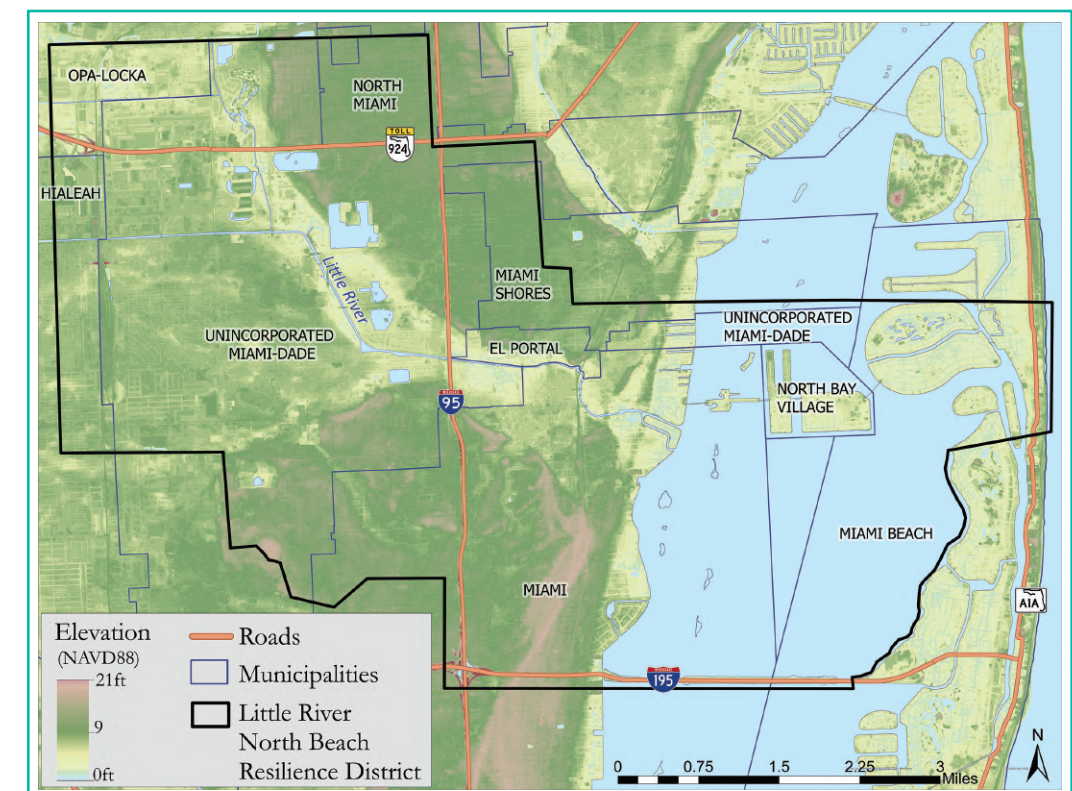 OPA-LOCKA
NORTH
MIAMI
TOLL
924
HIALEAH
Little River
MIAMI
SHORES
UNINCORPORATED
MIAMI-DADE
UNINCORPORATED
MIAMI-DADE
EL PORTAL
NORTH BAY
VILLAGE
95
MIAMI BEACH
MIAMI
A1A
195
Elevation
(NAVD88)
21ft
9
0ft
Roads
Municipalities
Little River
North Beach
Resilience District
N
0 0.75 1.5 2.25 3
Miles